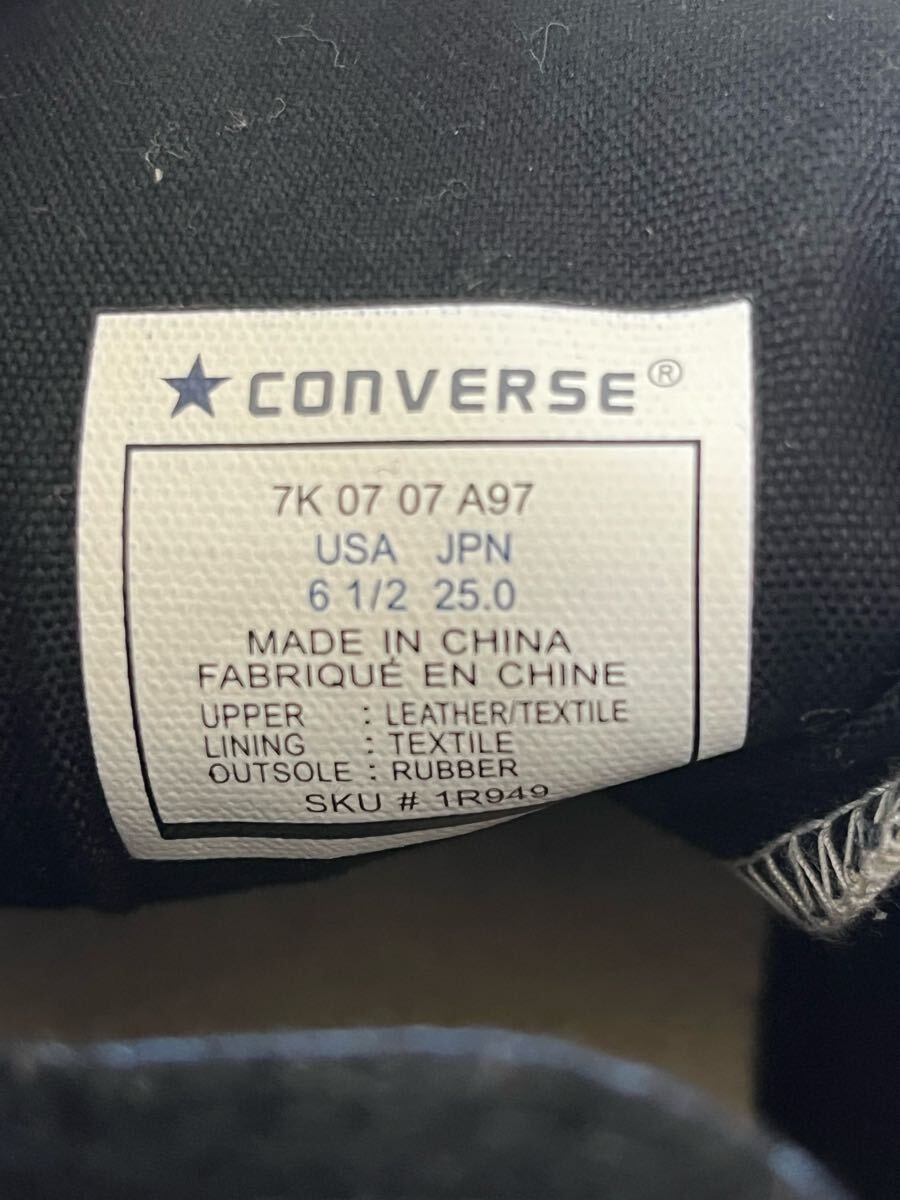 CONVERSE®
7K 07 07 A97
USA JPN
6 1/2 25.0
MADE IN CHINA
FABRIQUÉ EN CHINE
UPPER : LEATHER/TEXTILE
LINING : TEXTILE
OUTSOLE : RUBBER
SKU # 1R949